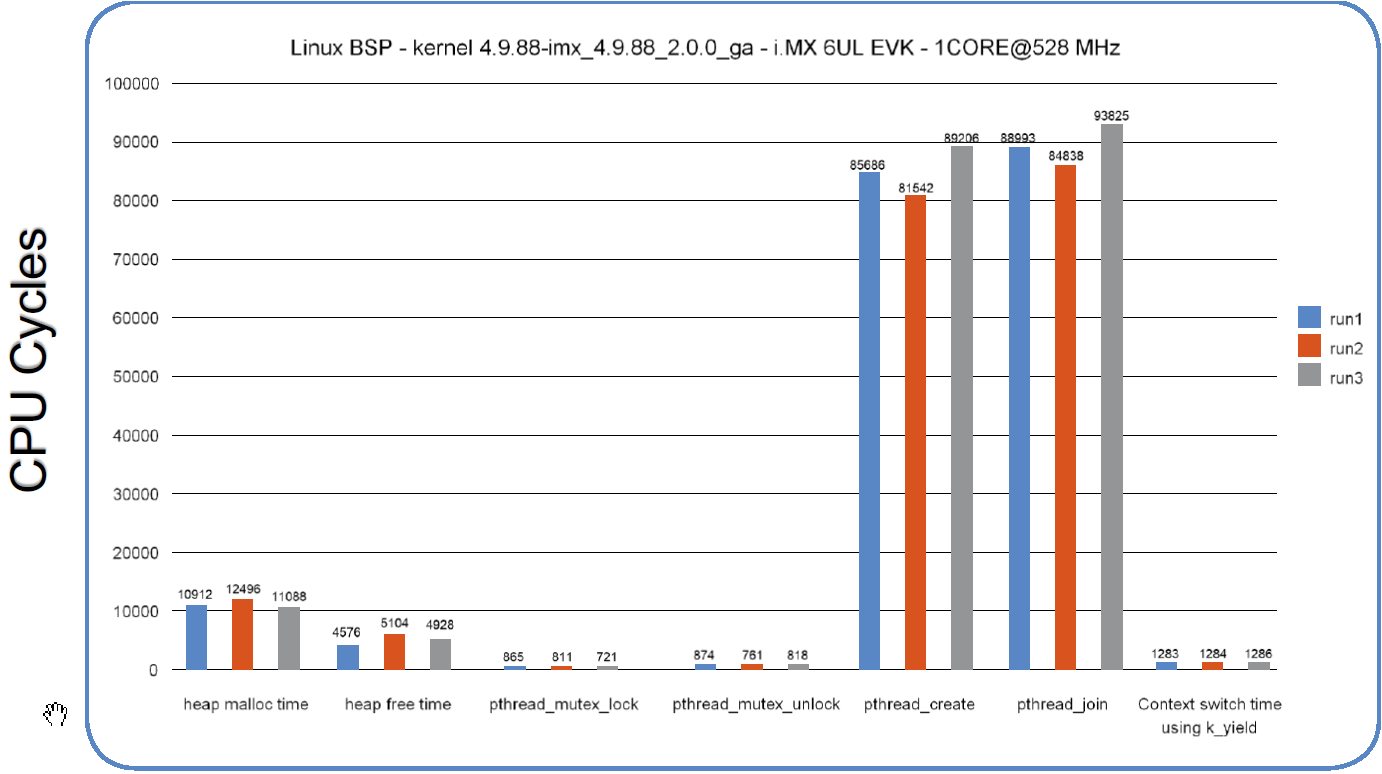 Linux BSP - kernel 4.9.88-imx_4.9.88_2.0.0_ga - i.MX 6UL EVK - 1CORE@528 MHz
CPU Cycles
100000
90000
80000
70000
60000
50000
40000
30000
20000
10000
0
10912 12496 11088
4576 5104 4928
865 811 721
874 761 818
85686 81542 89206
88993 84838 93825
1283 1284 1286
heap malloc time
heap free time
pthread_mutex_lock
pthread_mutex_unlock
pthread_create
pthread_join
Context switch time
using k_yield
run1
run2
run3